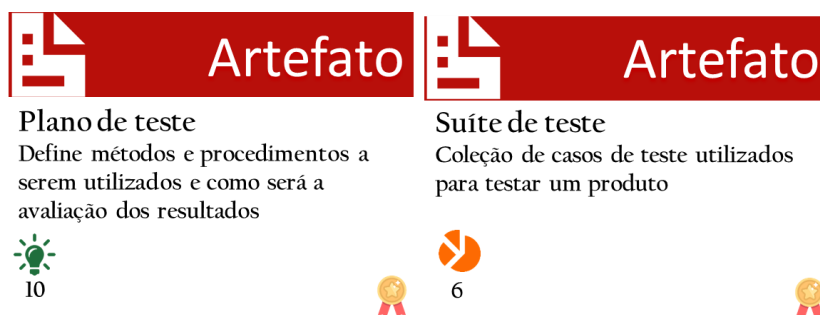 Artefato
Plano de teste
Define métodos e procedimentos a
serem utilizados e como será a
avaliação dos resultados
10
Artefato
Suíte de teste
Coleção de casos de teste utilizados
para testar um produto
6